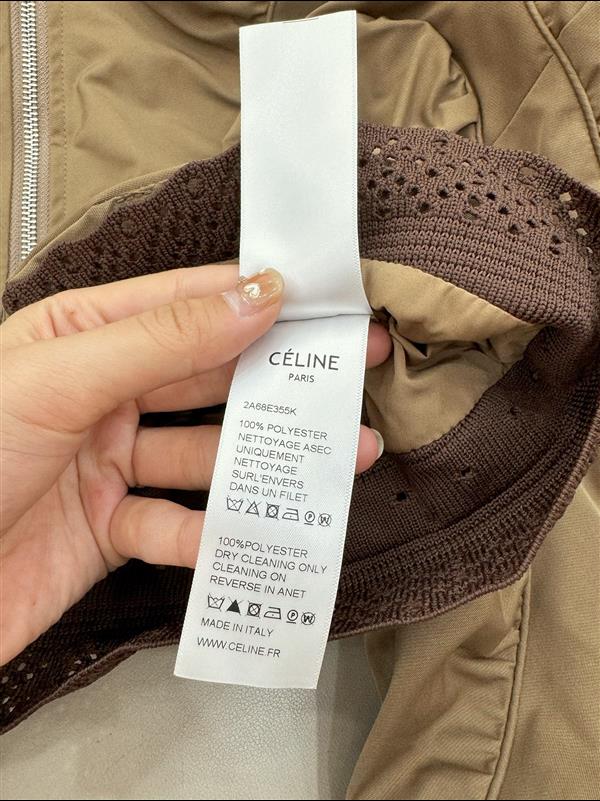 CÉLINE
PARIS
2A68E355K
100% POLYESTER
NETTOYAGE ASEC
UNIQUEMENT
NETTOYAGE
SURL'ENVERS
DANS UN FILET
100%POLYESTER
DRY CLEANING ONLY
CLEANING ON
REVERSE IN ANET
MADE IN ITALY
WWW.CELINE.FR